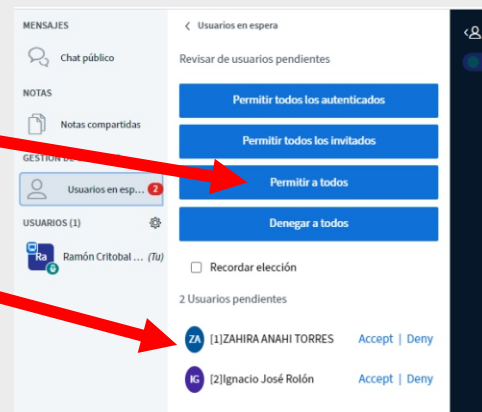 MENSAJES
Chat público
NOTAS
Notas compartidas
GESTIÓN DE
Usuarios en esp... 2
USUARIOS (1)
Ra Ramón Critobal ... (Tu)
Usuarios en espera
Revisar de usuarios pendientes
Permitir todos los autenticados
Permitir todos los invitados
Permitir a todos
Denegar a todos
Recordar elección
2 Usuarios pendientes
ZA [1]ZAHIRA ANAHI TORRES Accept | Deny
IG [2]Ignacio José Rolón Accept | Deny